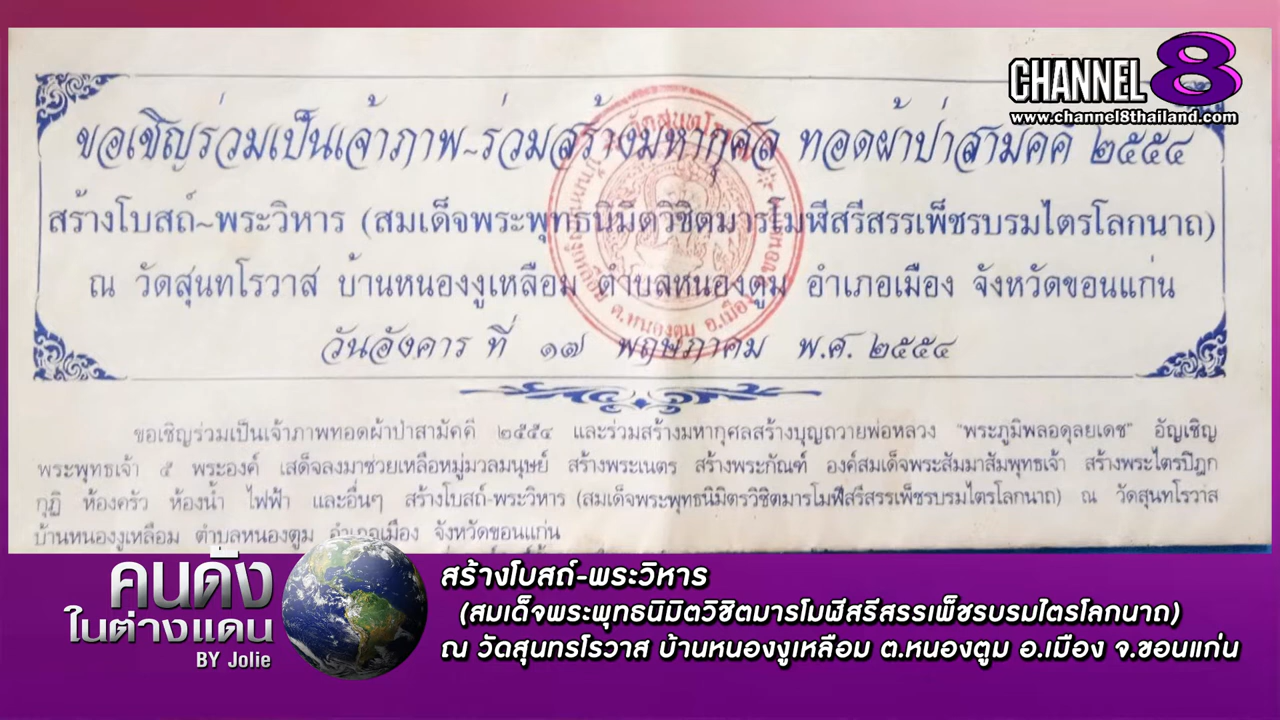 CHANNEL 8
www.channel8thailand.com
ขอเชิญร่วมเป็นเจ้าภาพ~ร่วมสร้างมหากุศล ทอดผ้าป่าสามัคคี ๒๕๕๔
สร้างโบสถ์~พระวิหาร (สมเด็จพระพุทธนิมิตวิชิตมารโมฬีสรีสรรเพ็ชรบรมไตรโลกนาถ)
ณ วัดสุนทโรวาส บ้านหนองงูเหลือม ตำบลหนองตูม อำเภอเมือง จังหวัดขอนแก่น
วันอังคาร ที่ ๑๗ พฤษภาคม พ.ศ. ๒๕๕๔
ต.หนองตูม อ.เมือง
ขอเชิญร่วมเป็นเจ้าภาพทอดผ้าป่าสามัคคี ๒๕๕๔ และร่วมสร้างมหากุศลสร้างบุญถวายพ่อหลวง "พระภูมิพลอดุลยเดช" อัญเชิญ
พระพุทธเจ้า ๕ พระองค์ เสด็จลงมาช่วยเหลือหมู่มวลมนุษย์ สร้างพระเนตร สร้างพระกัณฑ์ องค์สมเด็จพระสัมมาสัมพุทธเจ้า สร้างพระไตรปิฎก
กุฏิ ห้องครัว ห้องน้ำ ไฟฟ้า และอื่นๆ สร้างโบสถ์-พระวิหาร (สมเด็จพระพุทธนิมิตรวิชิตมารโมฬีสรีสรรเพ็ชรบรมไตรโลกนาถ) ณ วัดสุนทโรวาส
บ้านหนองงูเหลือม ตำบลหนองตูม อำเภอเมือง จังหวัดขอนแก่น
คนดัง
ในต่างแดน
BY Jolie
สร้างโบสถ์-พระวิหาร
(สมเด็จพระพุทธนิมิตวิชิตมารโมฬีสรีสรรเพ็ชรบรมไตรโลกนาถ)
ณ วัดสุนทรโรวาส บ้านหนองงูเหลือม ต.หนองตูม อ.เมือง จ.ขอนแก่น